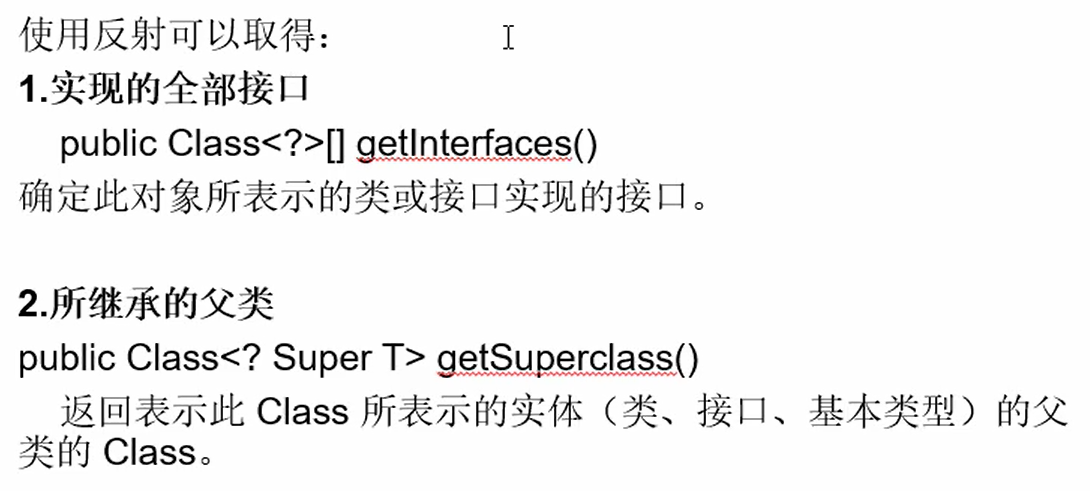 使用反射可以取得：
1.实现的全部接口
public Class<?>[] getInterfaces()
确定此对象所表示的类或接口实现的接口。
2.所继承的父类
public Class<? Super T> getSuperclass()
返回表示此 Class 所表示的实体（类、接口、基本类型）的父
类的 Class。